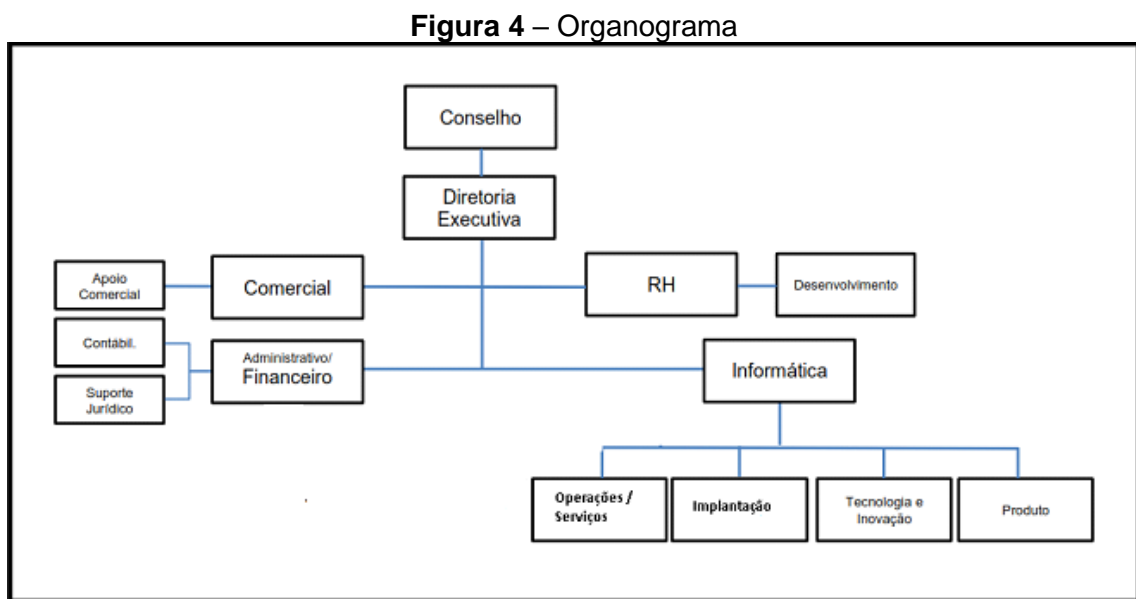 Figura 4 – Organograma
Conselho
Diretoria
Executiva
Apoio
Comercial
Comercial
RH
Desenvolvimento
Contábil.
Suporte
Jurídico
Administrativo/
Financeiro
Informática
Operações /
Serviços
Implantação
Tecnologia e
Inovação
Produto